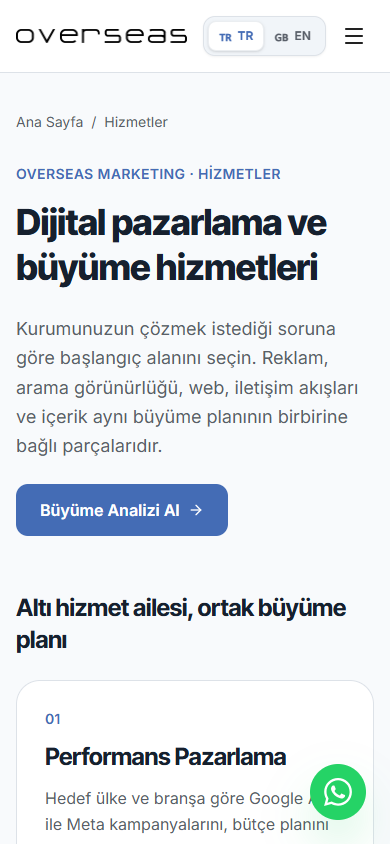 overseas
TR TR GB EN
Ana Sayfa / Hizmetler
OVERSEAS MARKETING · HİZMETLER
Dijital pazarlama ve
büyüme hizmetleri
Kurumunuzun çözmek istediği soruna
göre başlangıç alanını seçin. Reklam,
arama görünürlüğü, web, iletişim akışları
ve içerik aynı büyüme planının birbirine
bağlı parçalarıdır.
Büyüme Analizi AI →
Altı hizmet ailesi, ortak büyüme
planı
01
Performans Pazarlama
Hedef ülke ve branşa göre Google
ile Meta kampanyalarını, bütçe planını